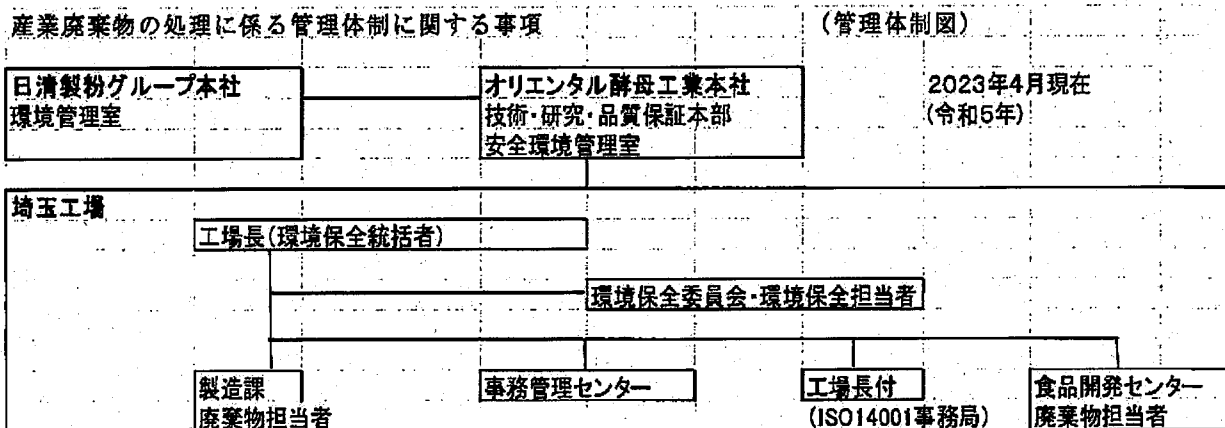 産業廃棄物の処理に係る管理体制に関する事項 (管理体制図)
日清製粉グループ本社
環境管理室
オリエンタル酵母工業本社
技術・研究・品質保証本部
安全環境管理室
2023年4月現在
(令和5年)
埼玉工場
工場長(環境保全統括者)
環境保全委員会・環境保全担当者
製造課
廃棄物担当者
事務管理センター
工場長付
(ISO14001事務局)
食品開発センター
廃棄物担当者